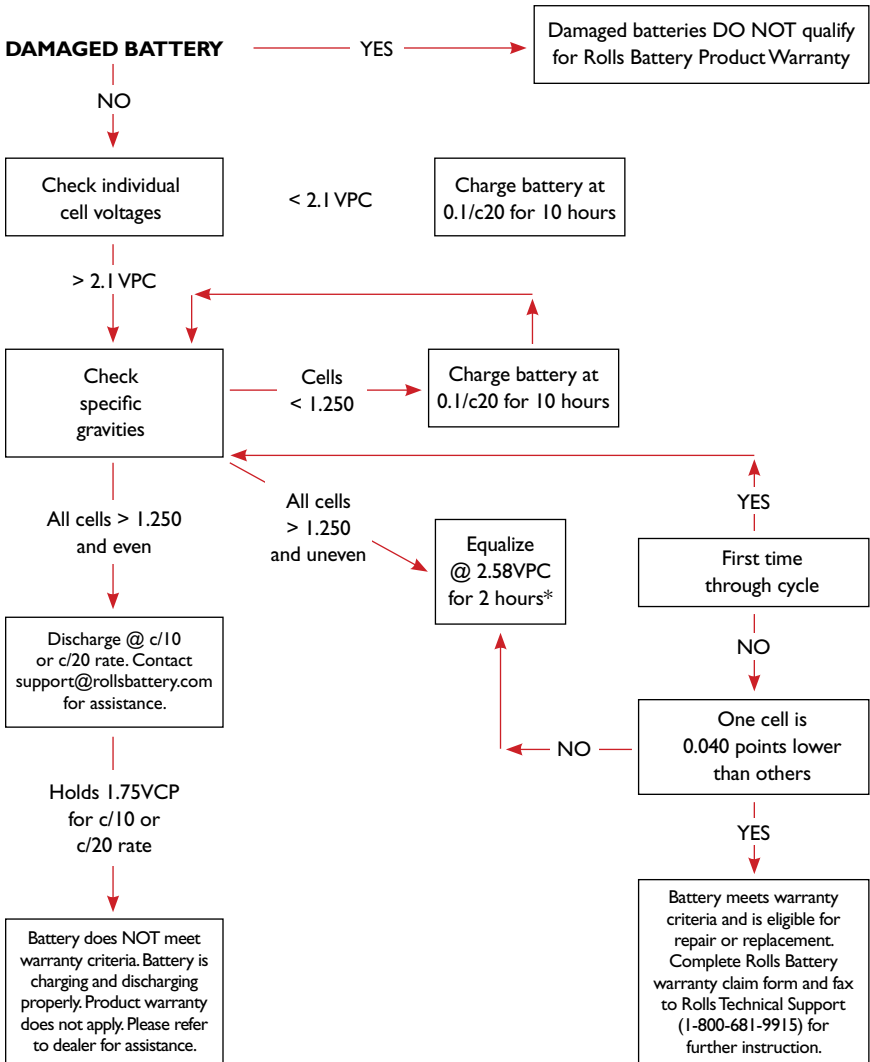 DAMAGED BATTERY
YES
Damaged batteries DO NOT qualify
for Rolls Battery Product Warranty
NO
Check individual
cell voltages
< 2.1 VPC
Charge battery at
0.1/c20 for 10 hours
> 2.1 VPC
Check
specific
gravities
Cells
< 1.250
Charge battery at
0.1/c20 for 10 hours
All cells > 1.250
and even
All cells
> 1.250
and uneven
Equalize
@ 2.58VPC
for 2 hours*
YES
First time
through cycle
NO
Discharge @ c/10
or c/20 rate. Contact
support@rollsbattery.com
for assistance.
One cell is
0.040 points lower
than others
NO
Holds 1.75VCP
for c/10 or
c/20 rate
YES
Battery does NOT meet
warranty criteria. Battery is
charging and discharging
properly. Product warranty
does not apply. Please refer
to dealer for assistance.
Battery meets warranty
criteria and is eligible for
repair or replacement.
Complete Rolls Battery
warranty claim form and fax
to Rolls Technical Support
(1-800-681-9915) for
further instruction.